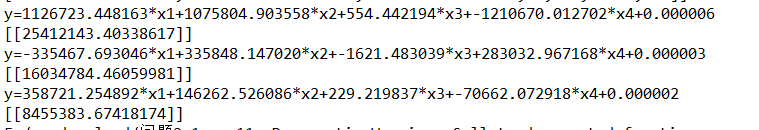 y=1126723.448163*x1+1075804.903558*x2+554.442194*x3+-1210670.012702*x4+0.000006
[[25412143.40338617]]
y=-335467.693046*x1+335848.147020*x2+-1621.483039*x3+283032.967168*x4+0.000003
[[16034784.46059981]]
y=358721.254892*x1+146262.526086*x2+229.219837*x3+-70662.072918*x4+0.000002
[[8455383.67418174]]